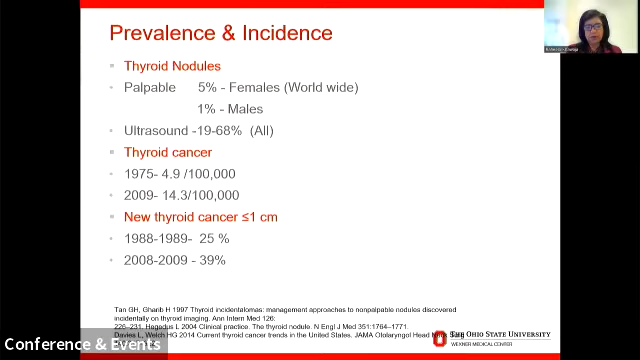 Prevalence & Incidence
Thyroid Nodules
Palpable 5% - Females (World wide)
1% - Males
Ultrasound -19-68% (All)
Thyroid cancer
1975- 4.9 /100,000
2009- 14.3/100,000
New thyroid cancer ≤1 cm
1988-1989- 25 %
2008-2009 - 39%
Tan GH, Gharib H 1997 Thyroid incidentalomas: management approaches to nonpalpable nodules discovered
incidentally on thyroid imaging. Ann Intern Med 126:
226–231. Hegedus L 2004 Clinical practice. The thyroid nodule. N Engl J Med 351:1764–1771.
Davies L, Welch HG 2014 Current thyroid cancer trends in the United States. JAMA Otolaryngol Head Surg
THE OHIO STATE UNIVERSITY
WEXNER MEDICAL CENTER
Conference & Events